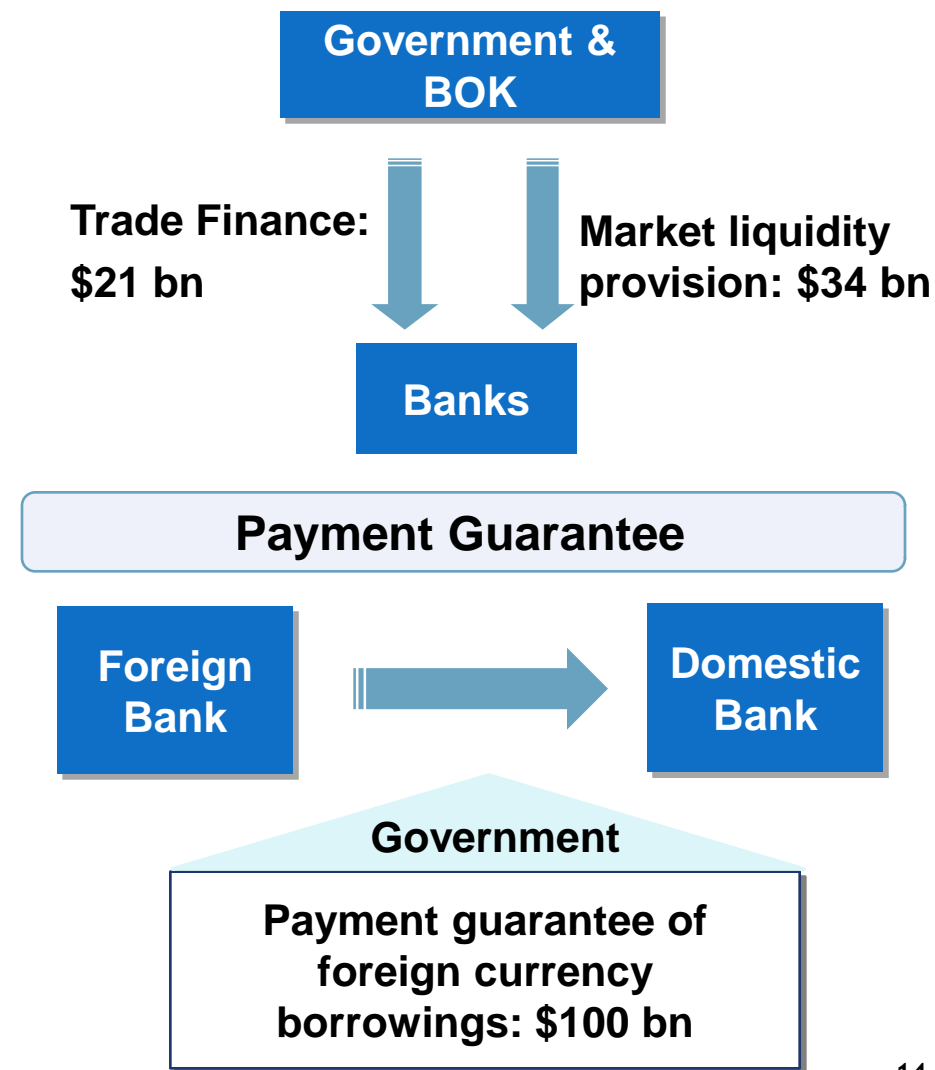 Government &
BOK
Trade Finance:
$21 bn
Market liquidity
provision: $34 bn
Banks
Payment Guarantee
Foreign
Bank
Domestic
Bank
Government
Payment guarantee of
foreign currency
borrowings: $100 bn